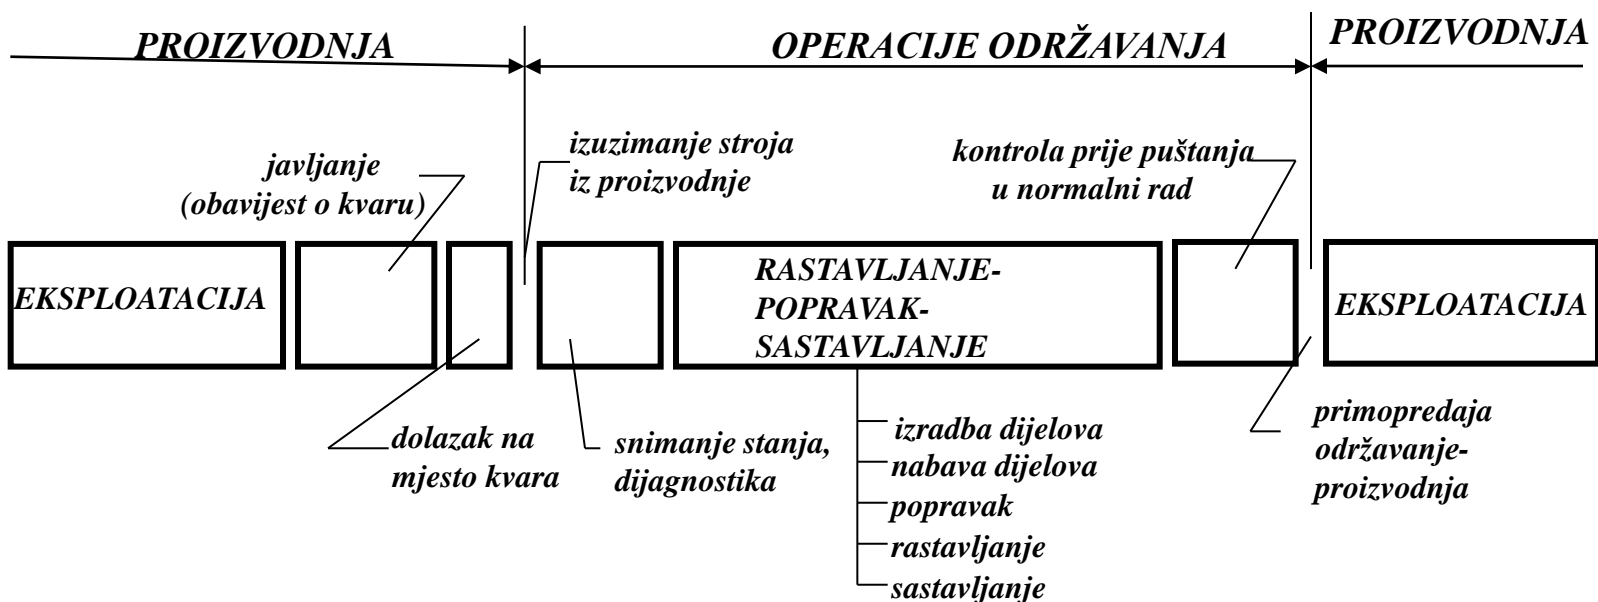 PROIZVODNJA
OPERACIJE ODRŽAVANJA
PROIZVODNJA
javljanje
(obavijest o kvaru)
izuzimanje stroja
iz proizvodnje
kontrola prije puštanja
u normalni rad
EKSPLOATACIJA
RASTAVLJANJE-
POPRAVAK-
SASTAVLJANJE
EKSPLOATACIJA
dolazak na
mjesto kvara
snimanje stanja,
dijagnostika
izradba dijelova
nabava dijelova
popravak
rastavljanje
sastavljanje
primopredaja
održavanje-
proizvodnja